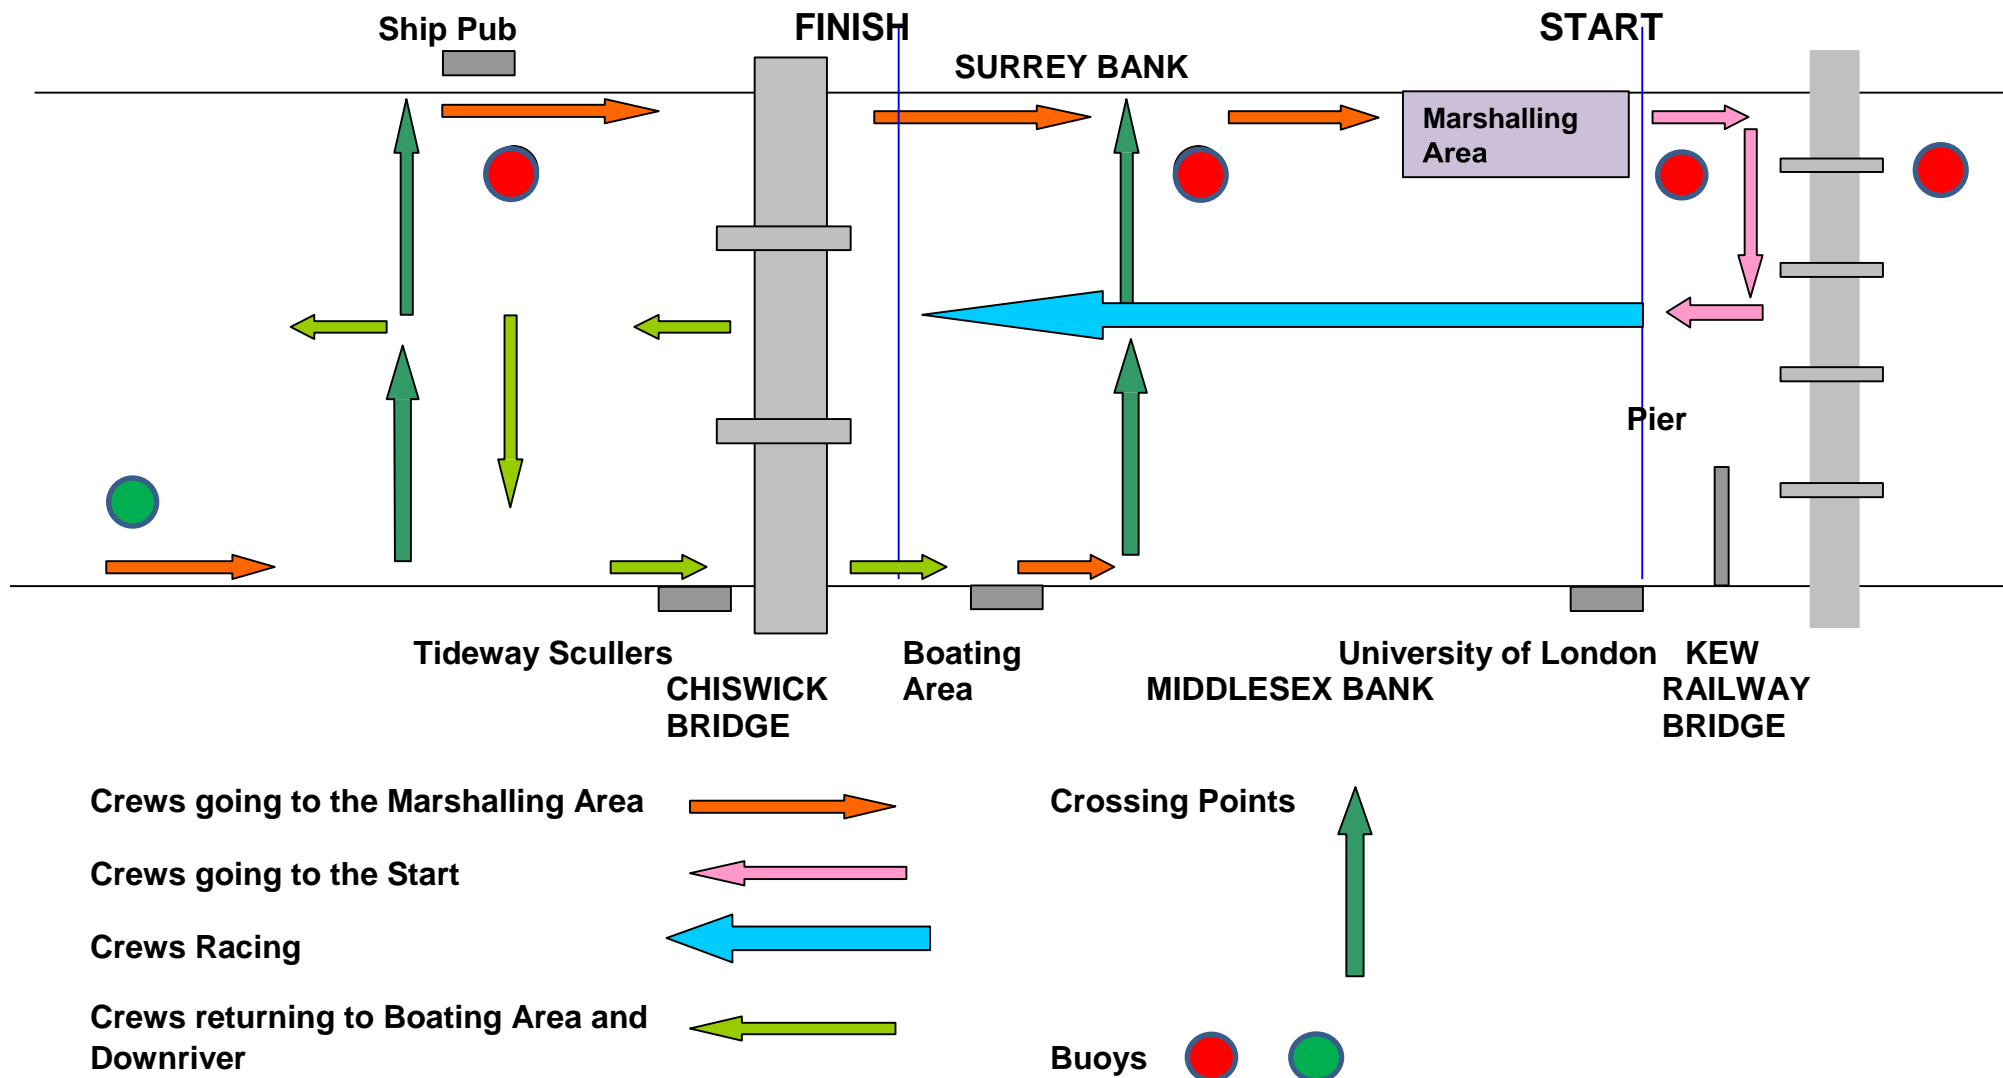 Ship Pub
FINISH
START
SURREY BANK
Marshalling
Area
Pier
Tideway Scullers
Boating
Area
University of London
KEW
RAILWAY
BRIDGE
CHISWICK
BRIDGE
MIDDLESEX BANK
Crews going to the Marshalling Area
Crossing Points
Crews going to the Start
Crews Racing
Crews returning to Boating Area and
Downriver
Buoys